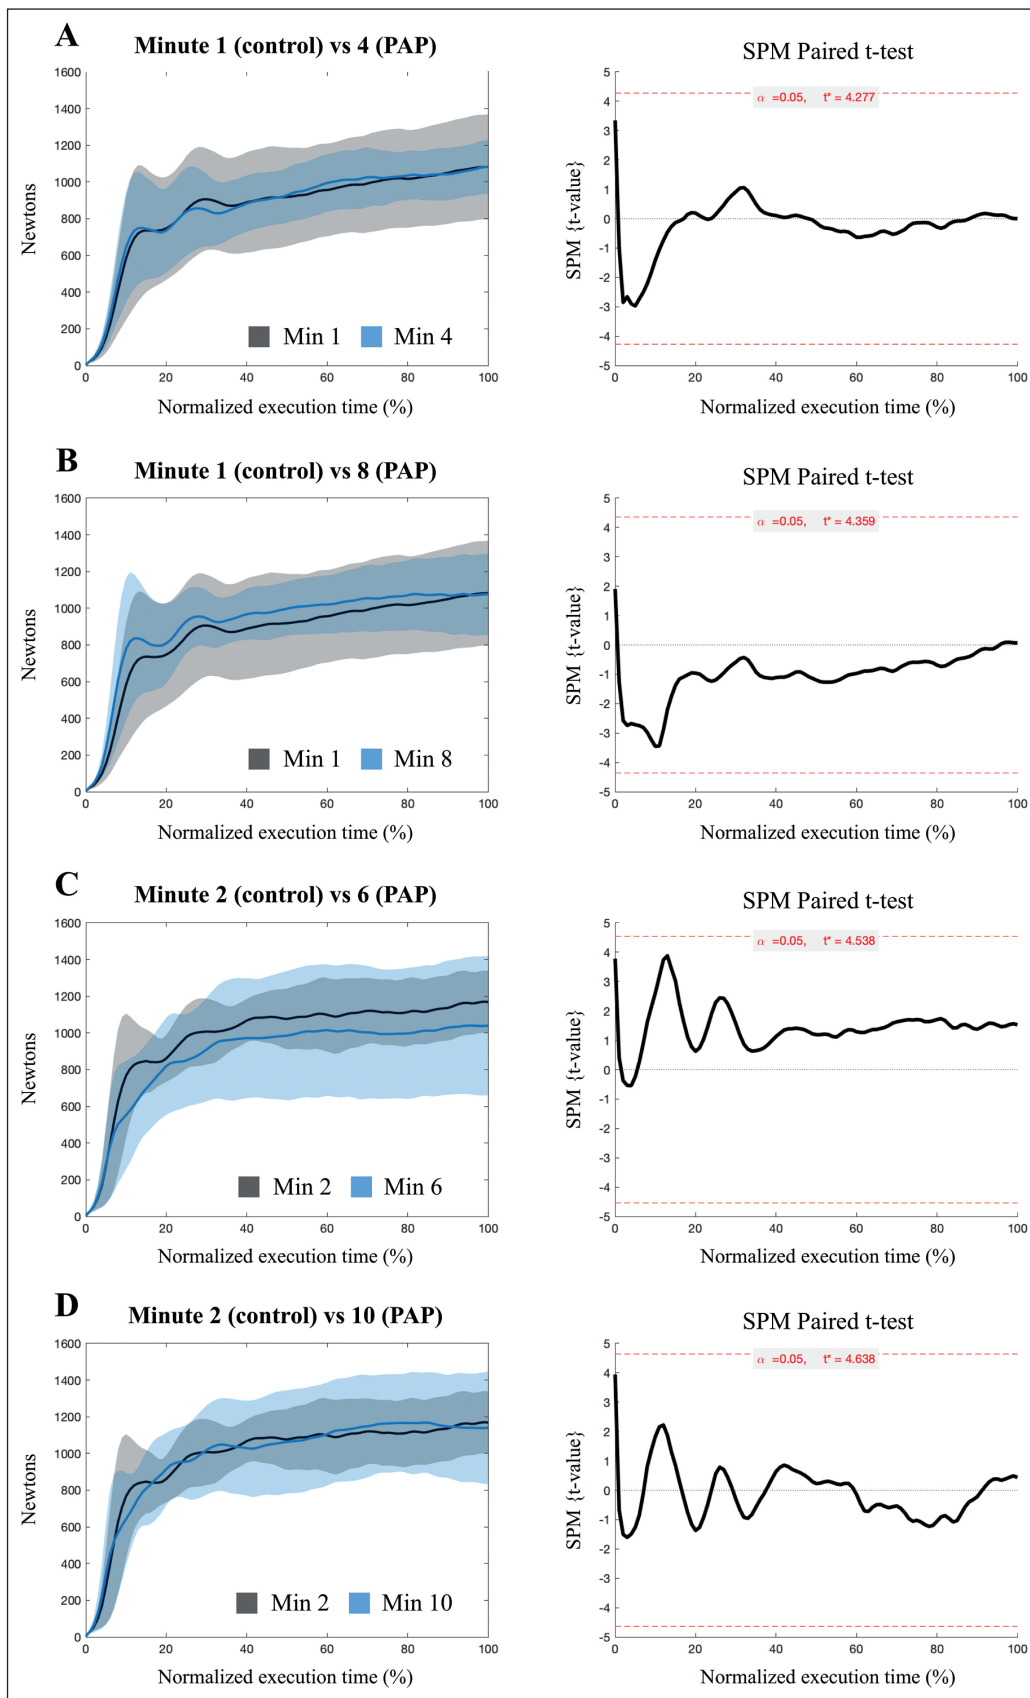 A
Minute 1 (control) vs 4 (PAP)
SPM Paired t-test
1600
1400
1200
1000
800
600
400
200
0
Newtons
0 20 40 60 80 100
Normalized execution time (%)
Min 1 Min 4
5
4
3
2
1
0
-1
-2
-3
-4
-5
SPM {t-value}
α =0.05, t* = 4.277
0 20 40 60 80 100
Normalized execution time (%)
B
Minute 1 (control) vs 8 (PAP)
SPM Paired t-test
1600
1400
1200
1000
800
600
400
200
0
Newtons
0 20 40 60 80 100
Normalized execution time (%)
Min 1 Min 8
5
4
3
2
1
0
-1
-2
-3
-4
-5
SPM {t-value}
α =0.05, t* = 4.359
0 20 40 60 80 100
Normalized execution time (%)
C
Minute 2 (control) vs 6 (PAP)
SPM Paired t-test
1600
1400
1200
1000
800
600
400
200
0
Newtons
0 20 40 60 80 100
Normalized execution time (%)
Min 2 Min 6
5
4
3
2
1
0
-1
-2
-3
-4
-5
SPM {t-value}
α =0.05, t* = 4.538
0 20 40 60 80 100
Normalized execution time (%)
D
Minute 2 (control) vs 10 (PAP)
SPM Paired t-test
1600
1400
1200
1000
800
600
400
200
0
Newtons
0 20 40 60 80 100
Normalized execution time (%)
Min 2 Min 10
5
4
3
2
1
0
-1
-2
-3
-4
-5
SPM {t-value}
α =0.05, t* = 4.638
0 20 40 60 80 100
Normalized execution time (%)